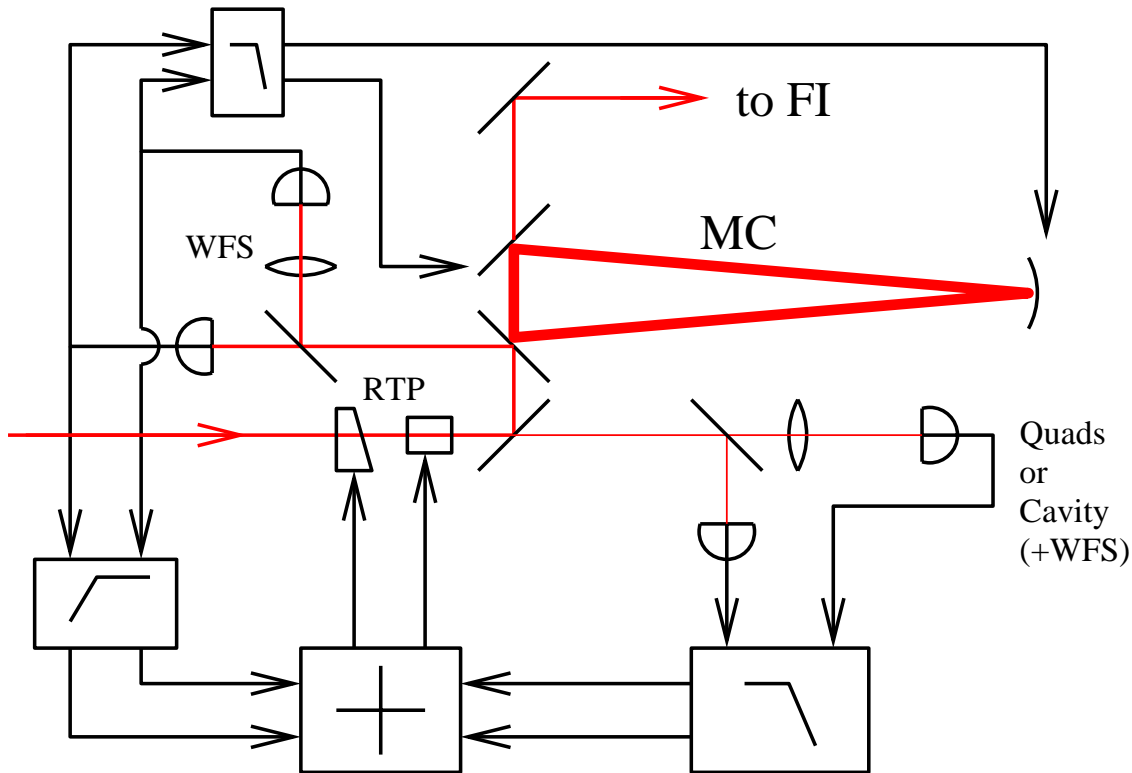 to FI
MC
WFS
RTP
Quads
or
Cavity
(+WFS)